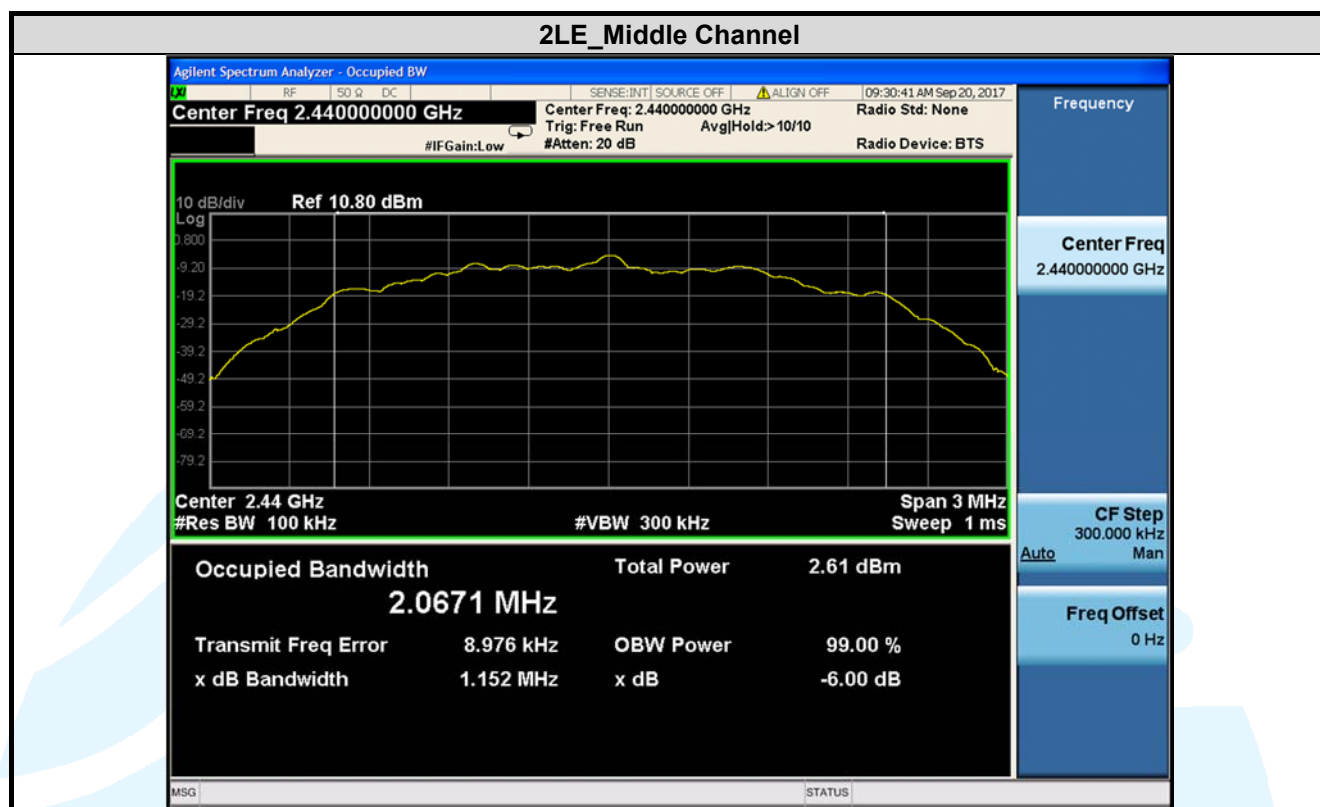 2LE_Middle Channel
Agilent Spectrum Analyzer - Occupied BW
LXI RF 50 Ω DC SENSE:INT SOURCE OFF ALIGN OFF 09:30:41 AM Sep 20, 2017
Center Freq 2.440000000 GHz
Center Freq: 2.440000000 GHz Radio Std: None
Trig: Free Run Avg|Hold:>10/10
#IFGain:Low #Atten: 20 dB Radio Device: BTS
Frequency
10 dB/div Ref 10.80 dBm
Log
0.800
-9.20
-19.2
-29.2
-39.2
-49.2
-59.2
-69.2
-79.2
Center 2.44 GHz Span 3 MHz
#Res BW 100 kHz #VBW 300 kHz Sweep 1 ms
Occupied Bandwidth Total Power 2.61 dBm
2.0671 MHz
Transmit Freq Error 8.976 kHz OBW Power 99.00 %
x dB Bandwidth 1.152 MHz x dB -6.00 dB
Center Freq
2.440000000 GHz
CF Step
300.000 kHz
Auto Man
Freq Offset
0 Hz
MSG STATUS